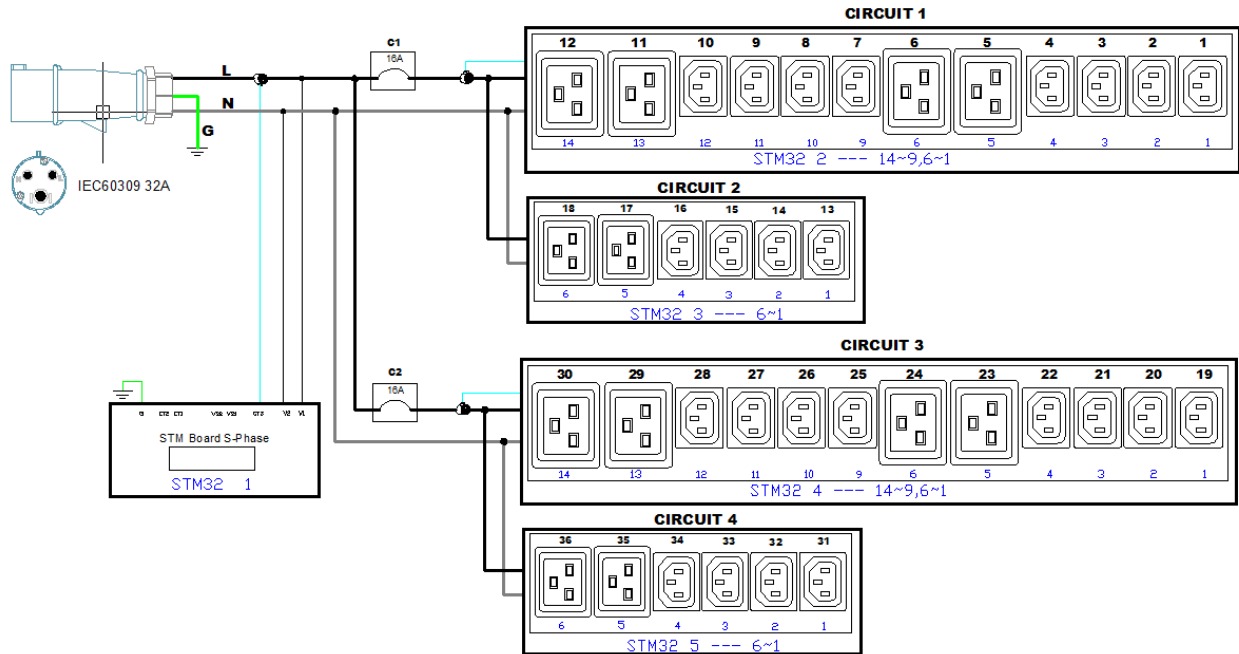 CIRCUIT 1
C1
16A
12 11 10 9 8 7 6 5 4 3 2 1
L
N
G
14 13 12 11 10 9 6 5 4 3 2 1
STM32 2 --- 14~9,6~1
IEC60309 32A
CIRCUIT 2
18 17 16 15 14 13
6 5 4 3 2 1
STM32 3 --- 6~1
CIRCUIT 3
C2
16A
30 29 28 27 26 25 24 23 22 21 20 19
14 13 12 11 10 9 6 5 4 3 2 1
STM32 4 --- 14~9,6~1
STM Board S-Phase
STM32 1
CIRCUIT 4
36 35 34 33 32 31
6 5 4 3 2 1
STM32 5 --- 6~1